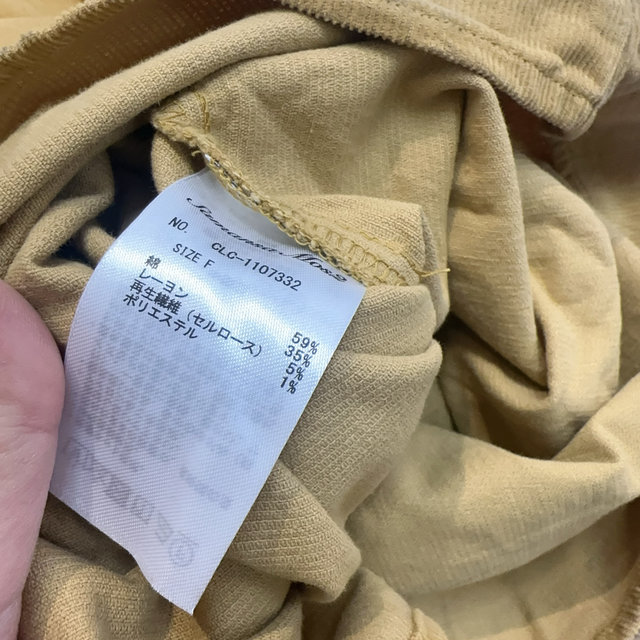 Samansa Mos2
NO. CLC-1107332
SIZE F
綿 59%
レーヨン 35%
再生繊維 (セルロース) 5%
ポリエステル 1%